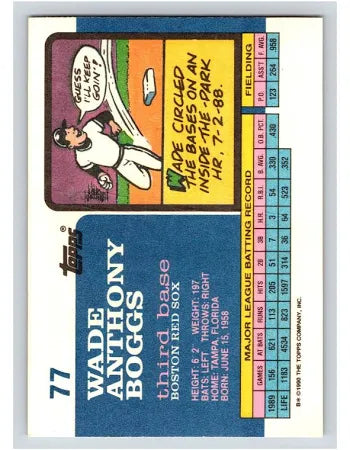 77
Topps®
WADE
ANTHONY
BOGGS
third base
BOSTON RED SOX
HEIGHT: 6 2 WEIGHT: 197
BATS: LEFT THROWS: RIGHT
HOME: TAMPA, FLORIDA
BORN: JUNE 15, 1958
GUESS
I'LL KEEP
GOIN'!
WADE CIRCLED
THE BASES ON AN
INSIDE-THE-PARK
HR, 7-2-88.
MAJOR LEAGUE BATTING RECORD FIELDING
GAMES AT BATS RUNS HITS 2B 3B H.R. R.B.I. B. AVG. OB. PCT. P.O. ASS'T F. AVG.
1989 156 621 113 205 51 7 3 54 .330 .430 123 264 .958
LIFE 1183 4534 823 1597 314 36 64 523 .352
B✻ © 1990 THE TOPPS COMPANY, INC.